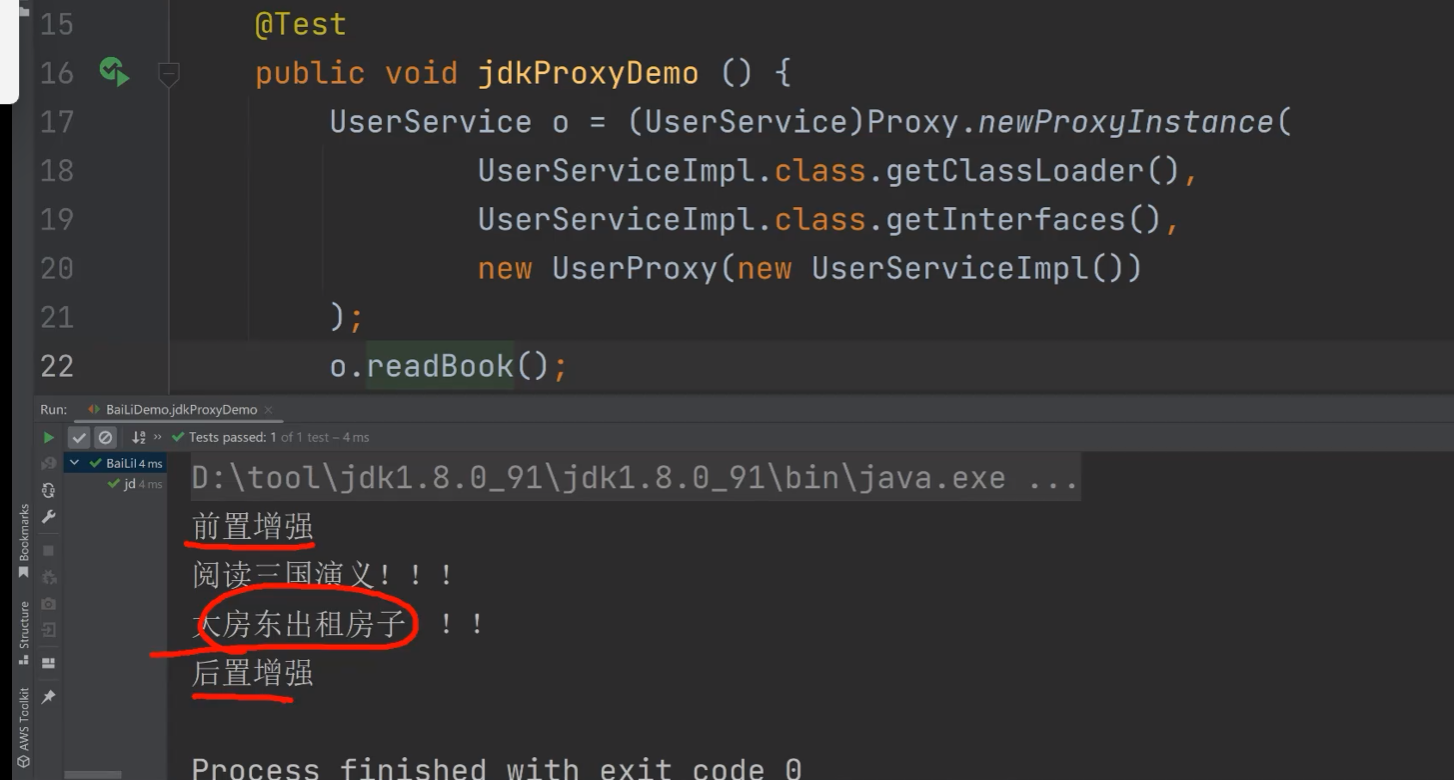 15 @Test
16 public void jdkProxyDemo () {
17 UserService o = (UserService)Proxy.newProxyInstance(
18 UserServiceImpl.class.getClassLoader(),
19 UserServiceImpl.class.getInterfaces(),
20 new UserProxy(new UserServiceImpl())
21 );
22 o.readBook();
Run: BaiLiDemo.jdkProxyDemo ×
Tests passed: 1 of 1 test – 4 ms
BaiLiI 4 ms
jd 4 ms
D:\tool\jdk1.8.0_91\jdk1.8.0_91\bin\java.exe ...
前置增强
阅读三国演义！！！
大房东出租房子 ！！
后置增强
Process finished with exit code 0
Bookmarks
Structure
AWS Toolkit